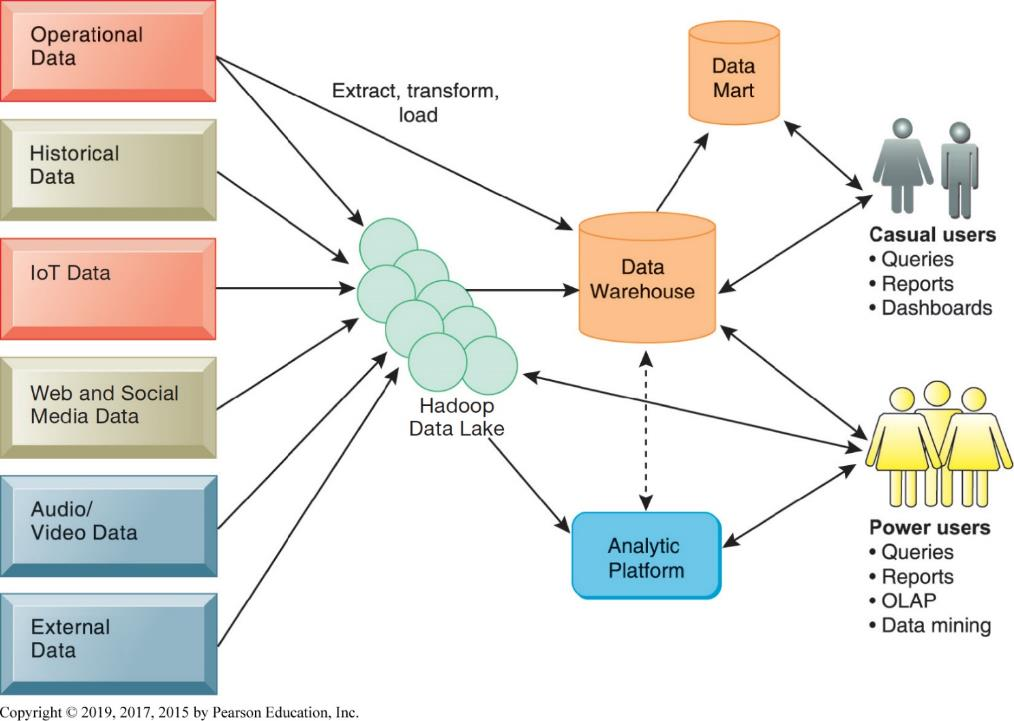 Operational
Data
Historical
Data
IoT Data
Web and Social
Media Data
Audio/
Video Data
External
Data
Extract, transform,
load
Hadoop
Data Lake
Data
Mart
Data
Warehouse
Analytic
Platform
Casual users
• Queries
• Reports
• Dashboards
Power users
• Queries
• Reports
• OLAP
• Data mining
Copyright © 2019, 2017, 2015 by Pearson Education, Inc.